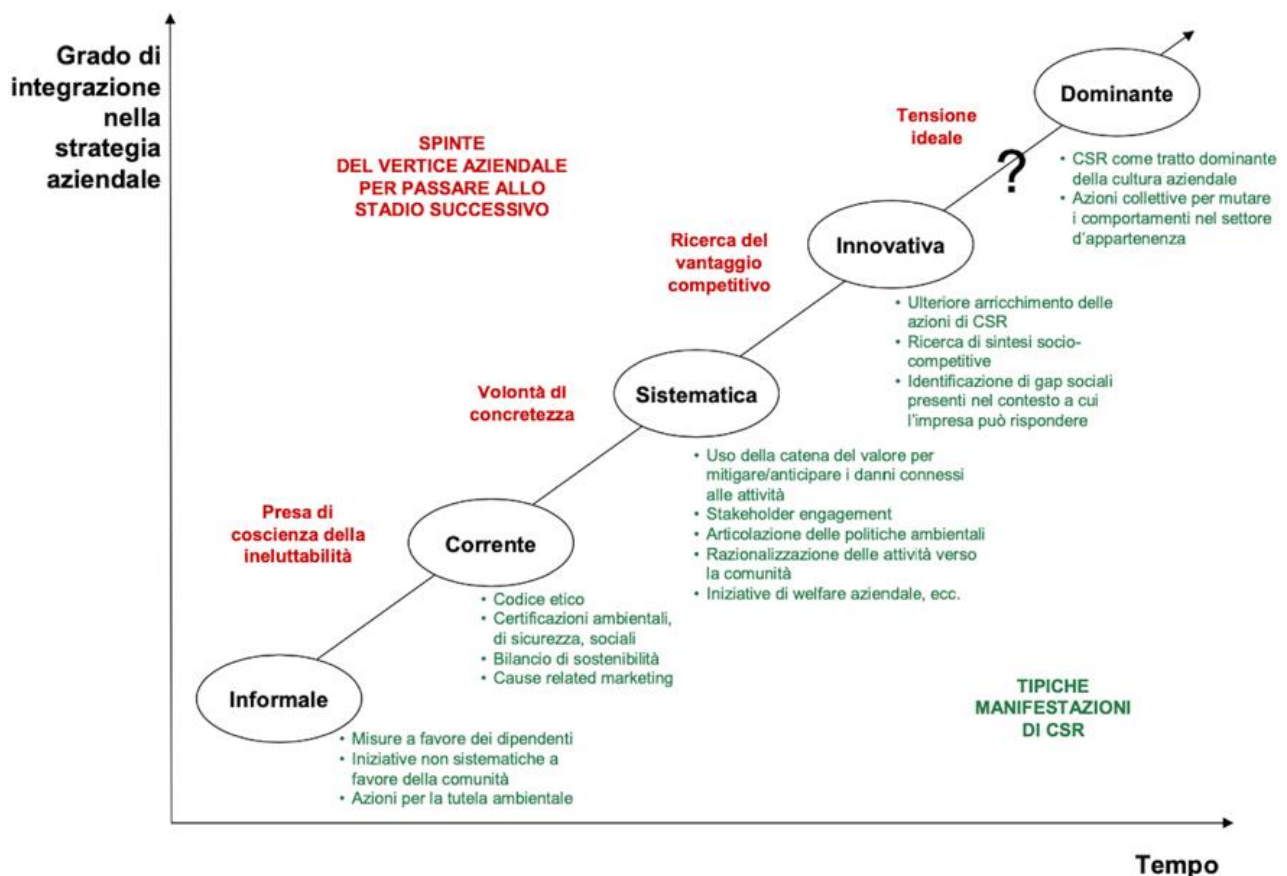 Grado di
integrazione
nella
strategia
aziendale
SPINTE
DEL VERTICE AZIENDALE
PER PASSARE ALLO
STADIO SUCCESSIVO
Tensione
ideale
?
Dominante
• CSR come tratto dominante
della cultura aziendale
• Azioni collettive per mutare
i comportamenti nel settore
d'appartenenza
Ricerca del
vantaggio
competitivo
Innovativa
• Ulteriore arricchimento delle
azioni di CSR
• Ricerca di sintesi socio-
competitive
• Identificazione di gap sociali
presenti nel contesto a cui
l'impresa può rispondere
Volontà di
concretezza
Sistematica
• Uso della catena del valore per
mitigare/anticipare i danni connessi
alle attività
• Stakeholder engagement
• Articolazione delle politiche ambientali
• Razionalizzazione delle attività verso
la comunità
• Iniziative di welfare aziendale, ecc.
Presa di
coscienza della
ineluttabilità
Corrente
• Codice etico
• Certificazioni ambientali,
di sicurezza, sociali
• Bilancio di sostenibilità
• Cause related marketing
Informale
• Misure a favore dei dipendenti
• Iniziative non sistematiche a
favore della comunità
• Azioni per la tutela ambientale
TIPICHE
MANIFESTAZIONI
DI CSR
Tempo